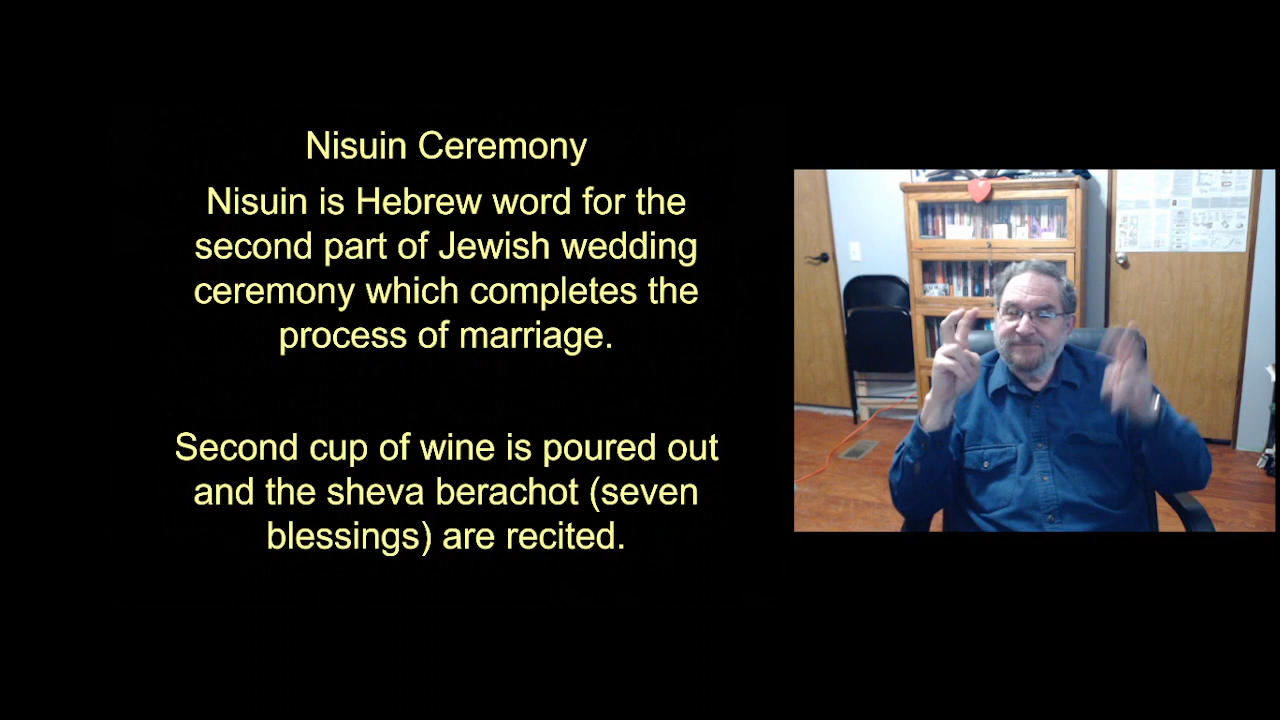 Nisuin Ceremony
Nisuin is Hebrew word for the
second part of Jewish wedding
ceremony which completes the
process of marriage.
Second cup of wine is poured out
and the sheva berachot (seven
blessings) are recited.